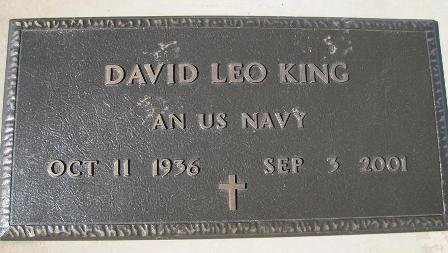 DAVID LEO KING
AN US NAVY
OCT 11 1936 SEP 3 2001